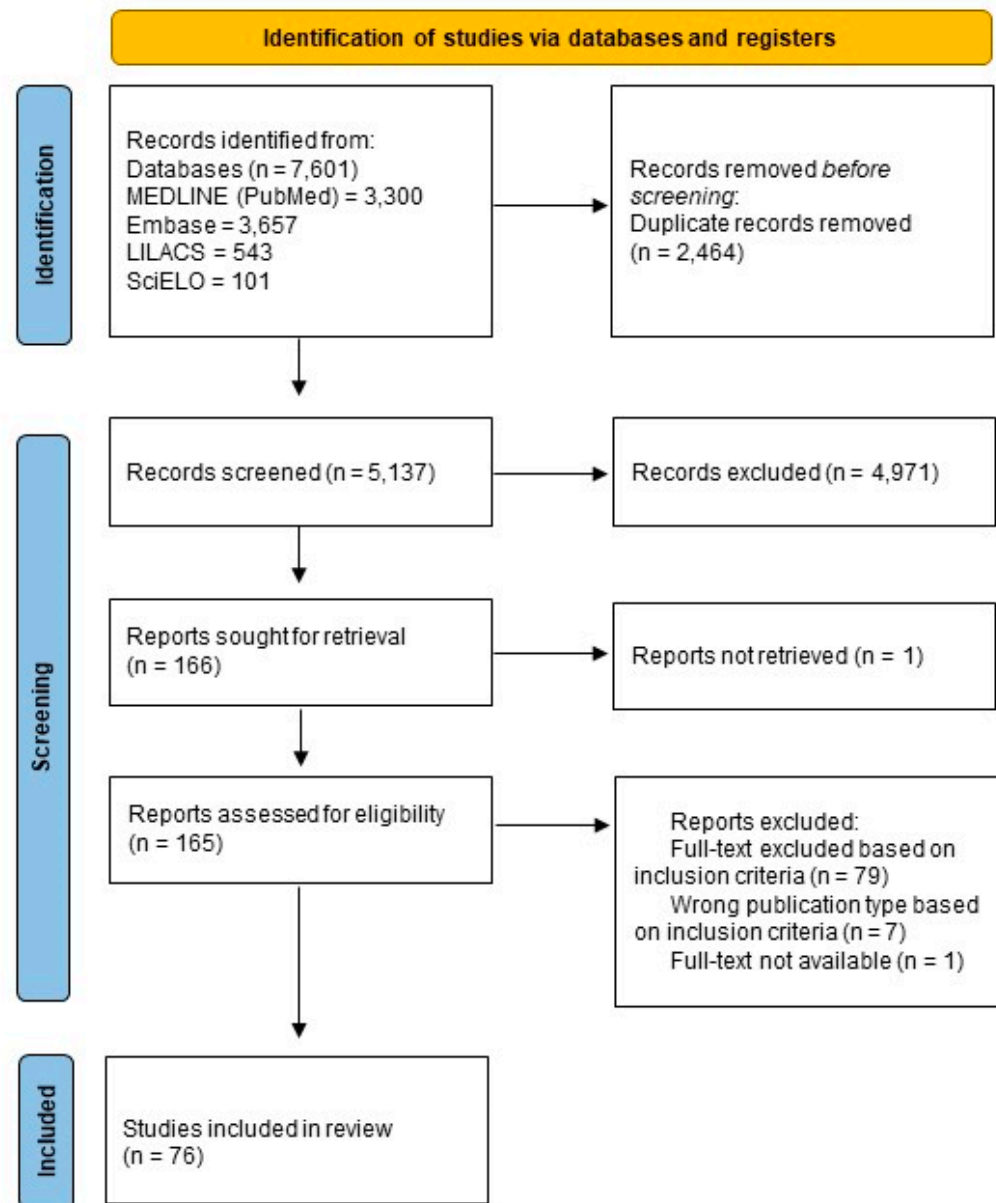 Identification of studies via databases and registers
Identification
Records identified from:
Databases (n = 7,601)
MEDLINE (PubMed) = 3,300
Embase = 3,657
LILACS = 543
SciELO = 101
Records removed before
screening:
Duplicate records removed
(n = 2,464)
Screening
Records screened (n = 5,137)
Records excluded (n = 4,971)
Reports sought for retrieval
(n = 166)
Reports not retrieved (n = 1)
Reports assessed for eligibility
(n = 165)
Reports excluded:
Full-text excluded based on
inclusion criteria (n = 79)
Wrong publication type based
on inclusion criteria (n = 7)
Full-text not available (n = 1)
Included
Studies included in review
(n = 76)